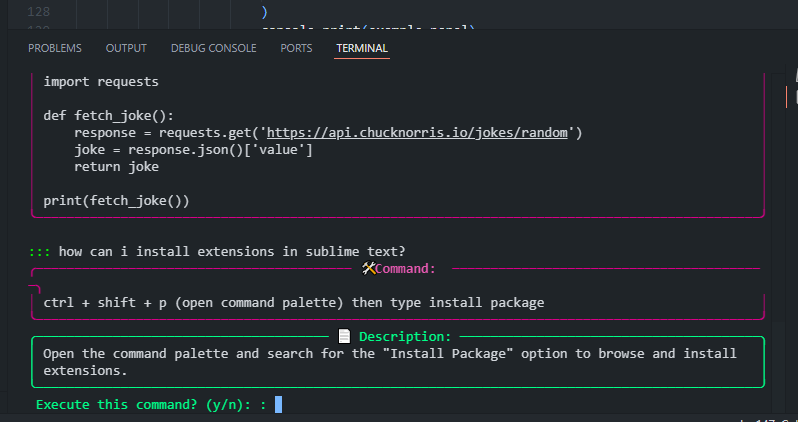 128 )
PROBLEMS OUTPUT DEBUG CONSOLE PORTS TERMINAL
import requests
def fetch_joke():
response = requests.get('https://api.chucknorris.io/jokes/random')
joke = response.json()['value']
return joke
print(fetch_joke())
::: how can i install extensions in sublime text?
🛠Command:
ctrl + shift + p (open command palette) then type install package
📄 Description:
Open the command palette and search for the "Install Package" option to browse and install
extensions.
Execute this command? (y/n): :